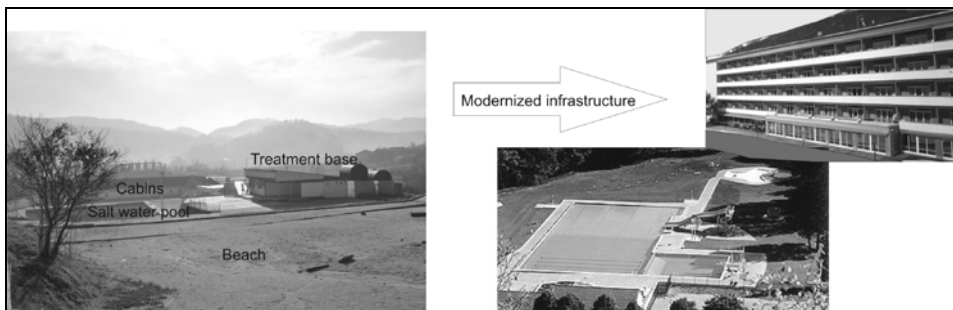 Modernized infrastructure
Treatment base
Cabins
Salt water-pool
Beach